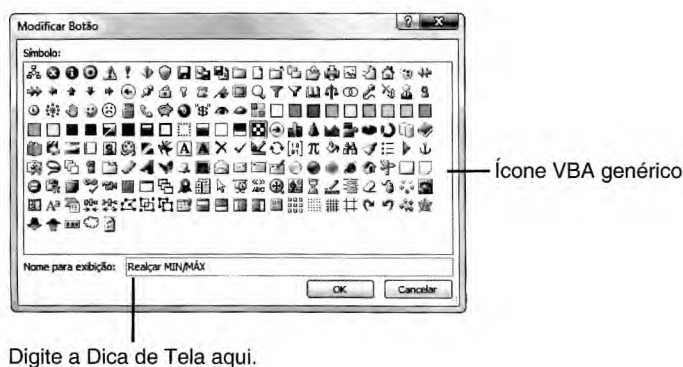 Modificar Botão
Símbolo:
Ícone VBA genérico
Nome para exibição: Realçar MIN/MÁX
OK Cancelar
Digite a Dica de Tela aqui.